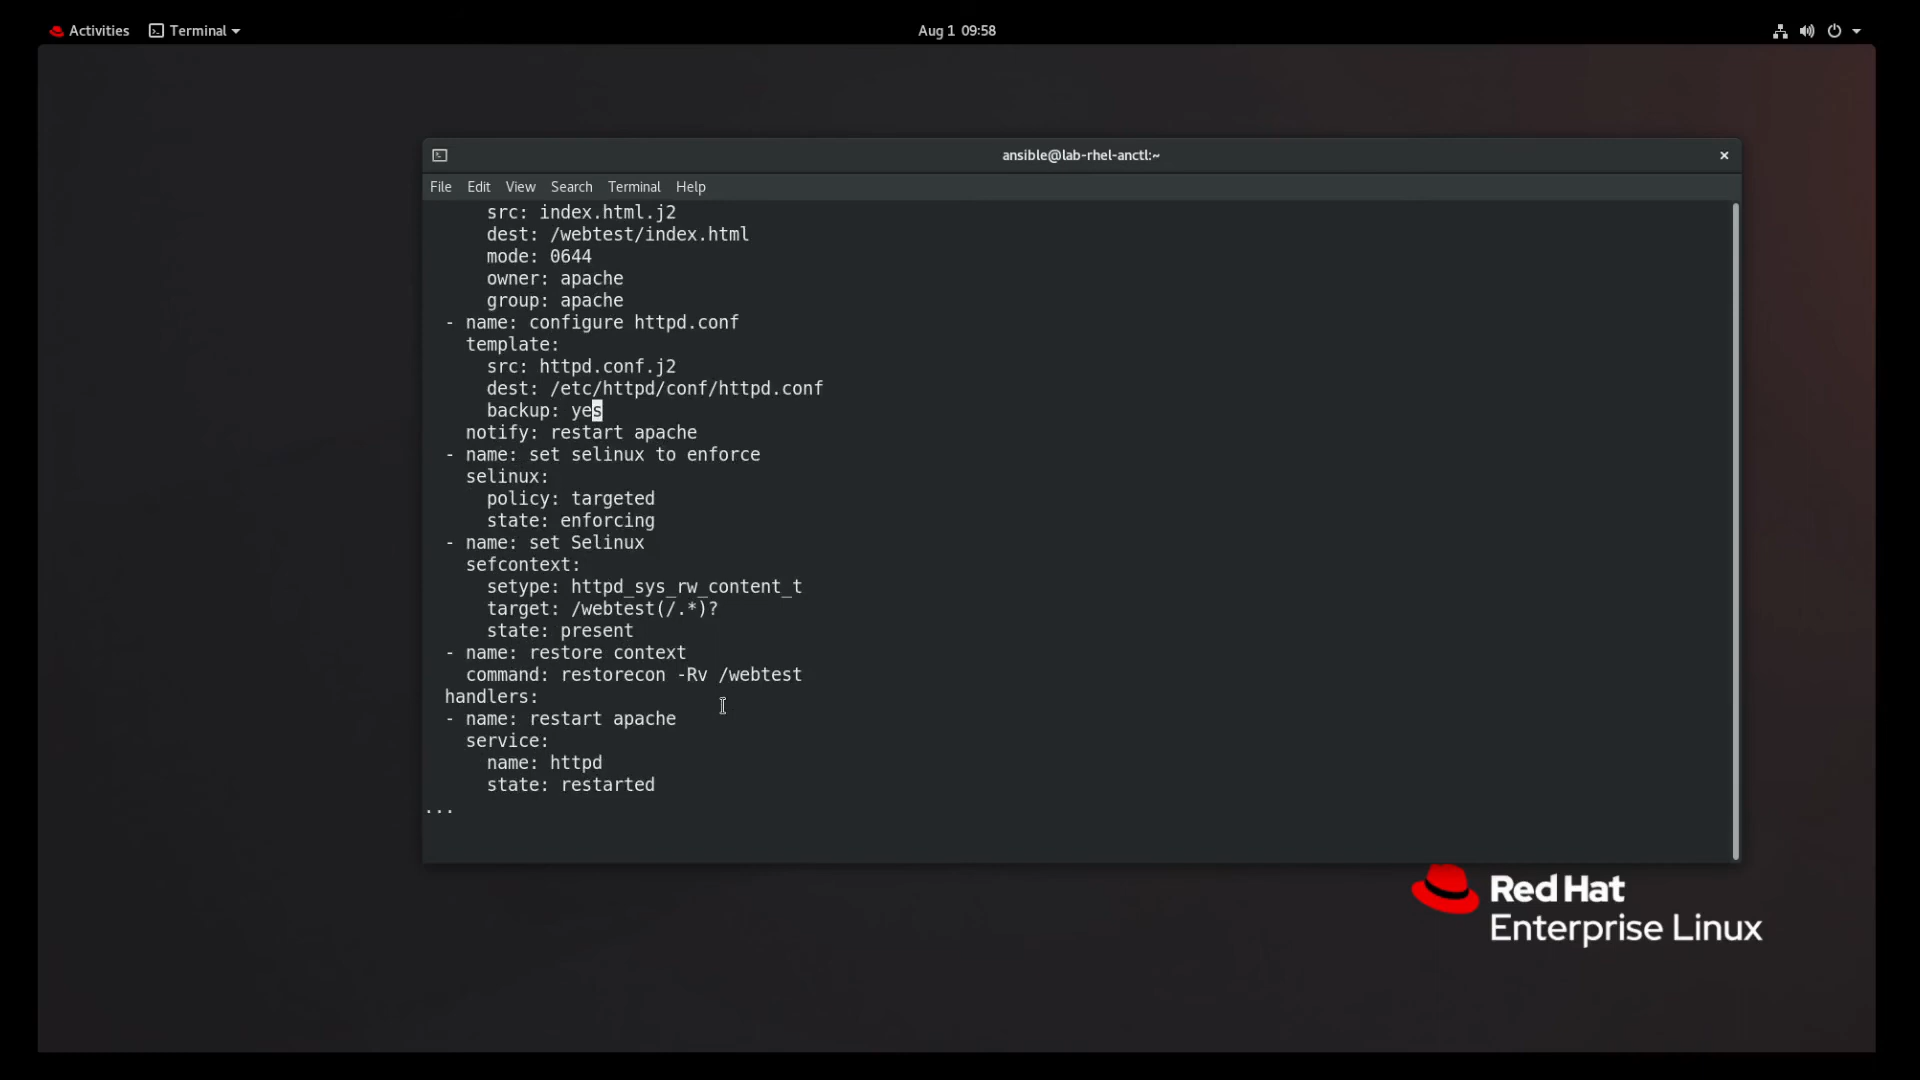 Activities
Terminal
Aug 1 09:58
ansible@lab-rhel-anctl:~
File Edit View Search Terminal Help
      src: index.html.j2
      dest: /webtest/index.html
      mode: 0644
      owner: apache
      group: apache
  - name: configure httpd.conf
    template:
      src: httpd.conf.j2
      dest: /etc/httpd/conf/httpd.conf
      backup: yes
    notify: restart apache
  - name: set selinux to enforce
    selinux:
      policy: targeted
      state: enforcing
  - name: set Selinux
    sefcontext:
      setype: httpd_sys_rw_content_t
      target: /webtest(/.*)?
      state: present
  - name: restore context
    command: restorecon -Rv /webtest
  handlers:
  - name: restart apache
    service:
      name: httpd
      state: restarted
...
Red Hat
Enterprise Linux